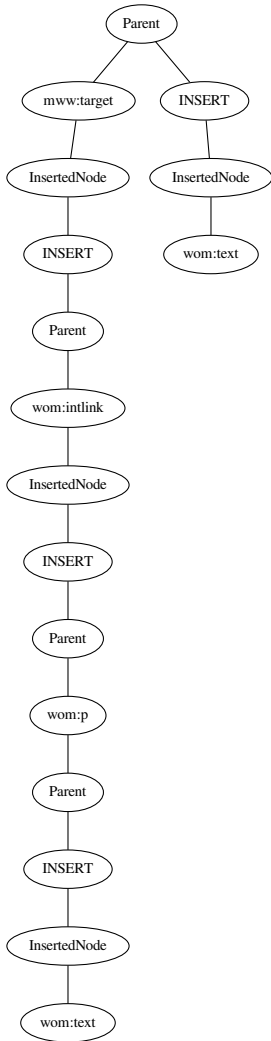 Parent
mww:target INSERT
InsertedNode InsertedNode
INSERT wom:text
Parent
wom:intlink
InsertedNode
INSERT
Parent
wom:p
Parent
INSERT
InsertedNode
wom:text